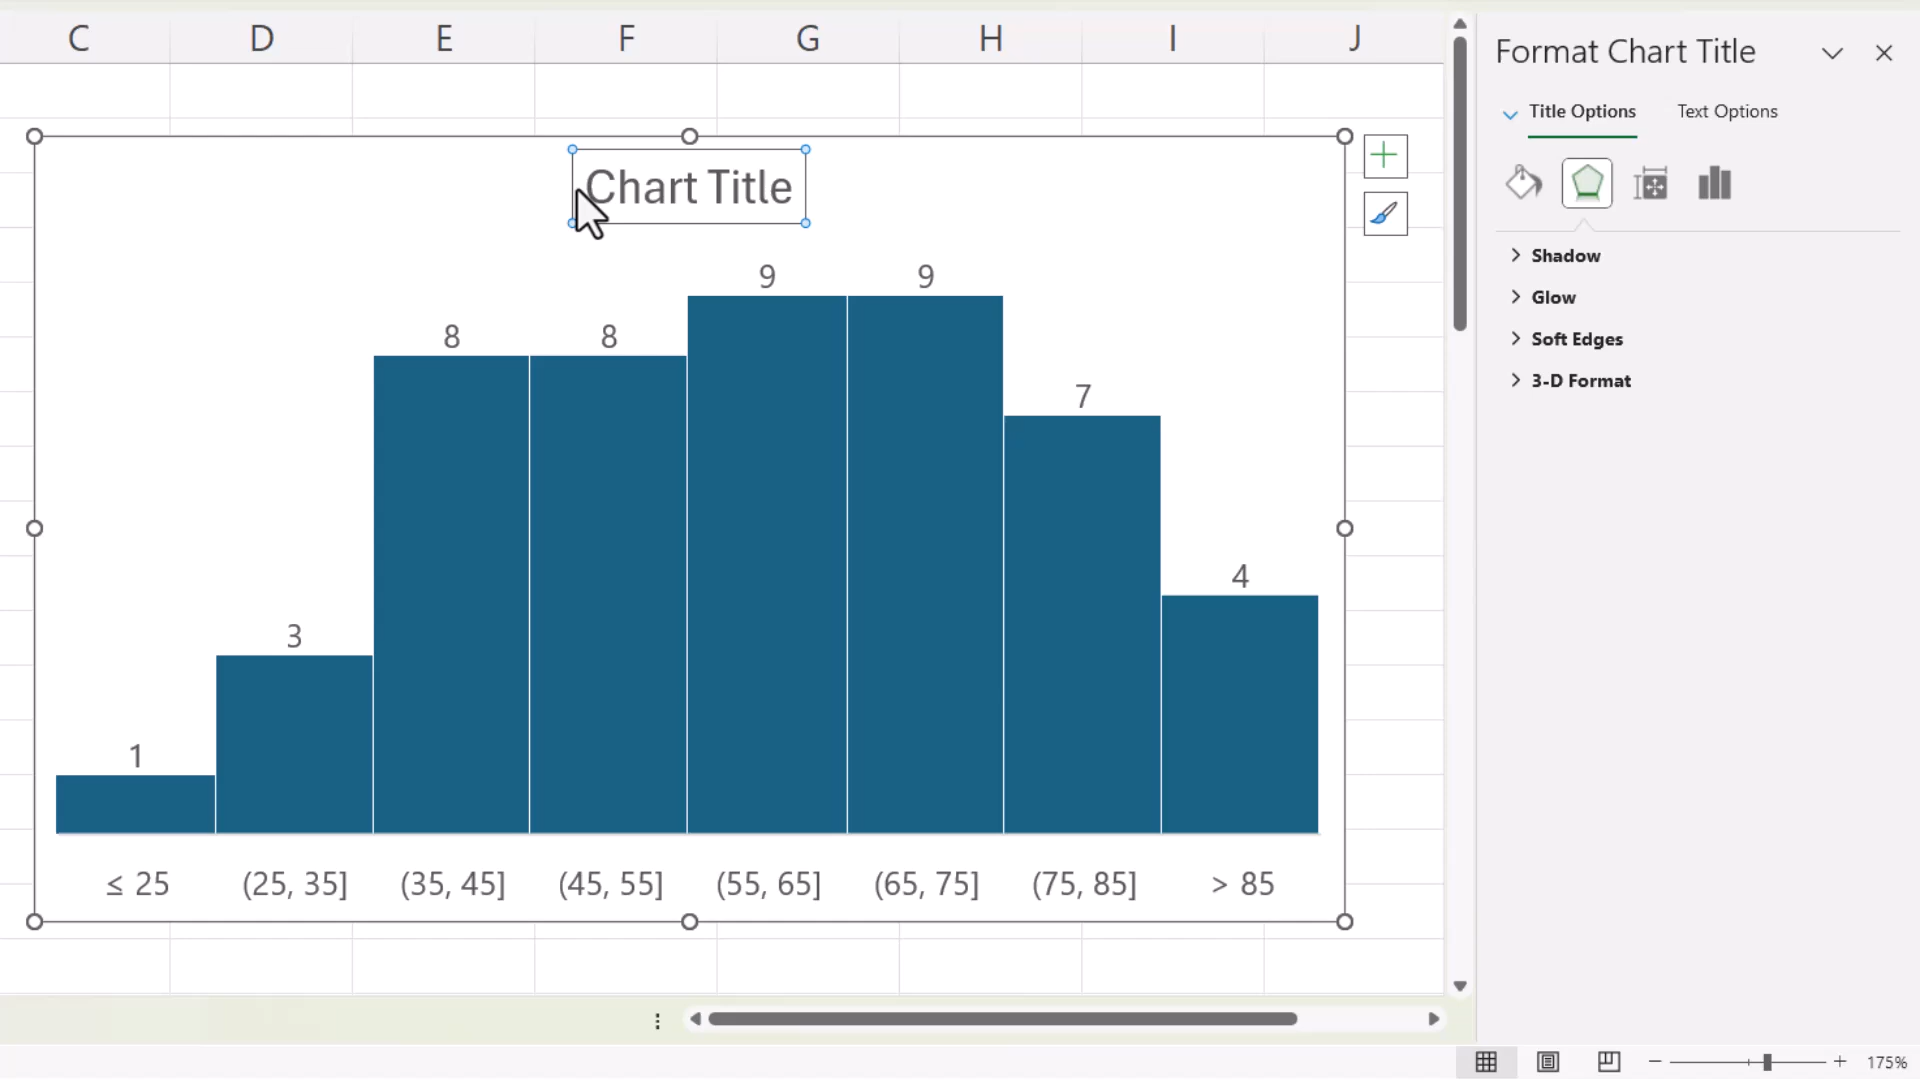 C D E F G H I J
Format Chart Title
Title Options Text Options
Chart Title
Shadow
Glow
Soft Edges
3-D Format
9 9
8 8
7
4
3
1
≤ 25 (25, 35] (35, 45] (45, 55] (55, 65] (65, 75] (75, 85] > 85
175%